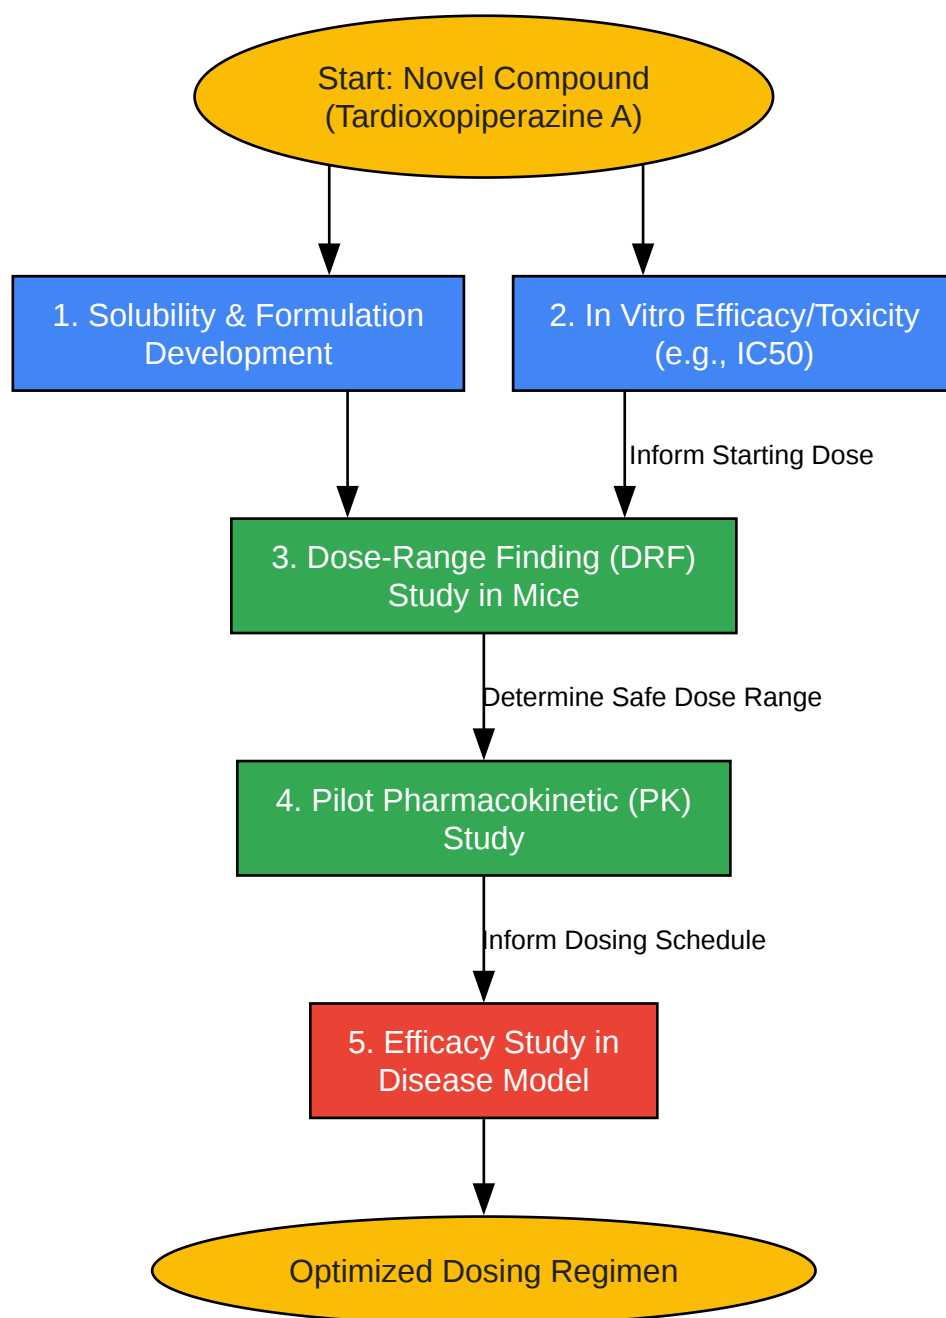 Start: Novel Compound
(Tardioxopiperazine A)
1. Solubility & Formulation
Development
2. In Vitro Efficacy/Toxicity
(e.g., IC50)
Inform Starting Dose
3. Dose-Range Finding (DRF)
Study in Mice
Determine Safe Dose Range
4. Pilot Pharmacokinetic (PK)
Study
Inform Dosing Schedule
5. Efficacy Study in
Disease Model
Optimized Dosing Regimen